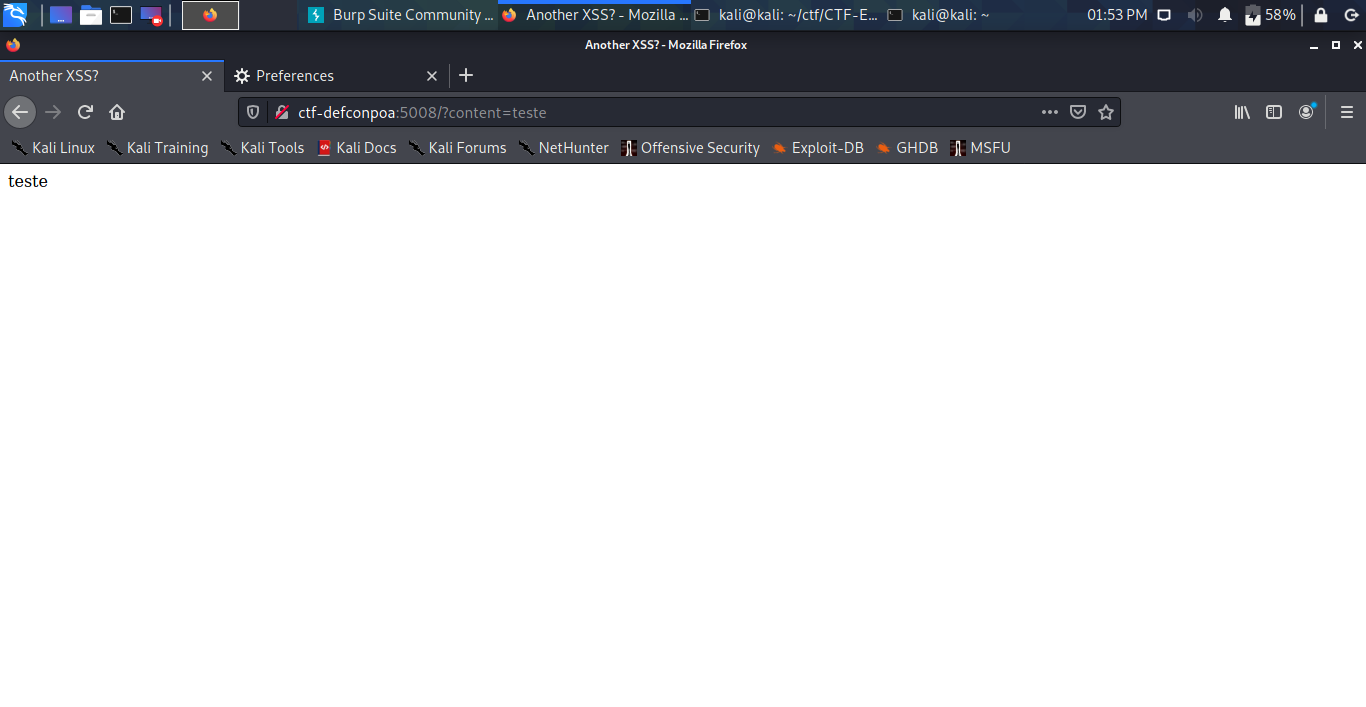 Burp Suite Community ... Another XSS? - Mozilla ... kali@kali: ~/ctf/CTF-E... kali@kali: ~ 01:53 PM 58%
Another XSS? - Mozilla Firefox
Another XSS? Preferences
ctf-defconpoa:5008/?content=teste
Kali Linux Kali Training Kali Tools Kali Docs Kali Forums NetHunter Offensive Security Exploit-DB GHDB MSFU
teste